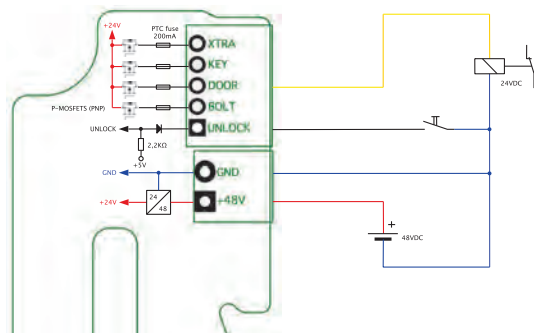 +24V
PTC fuse
200mA
XTRA
KEY
DOOR
BOLT
P-MOSFETS (PNP)
UNLOCK
UNLOCK
2,2KΩ
+5V
GND
GND
+24V
24
48
+48V
24VDC
+
48VDC